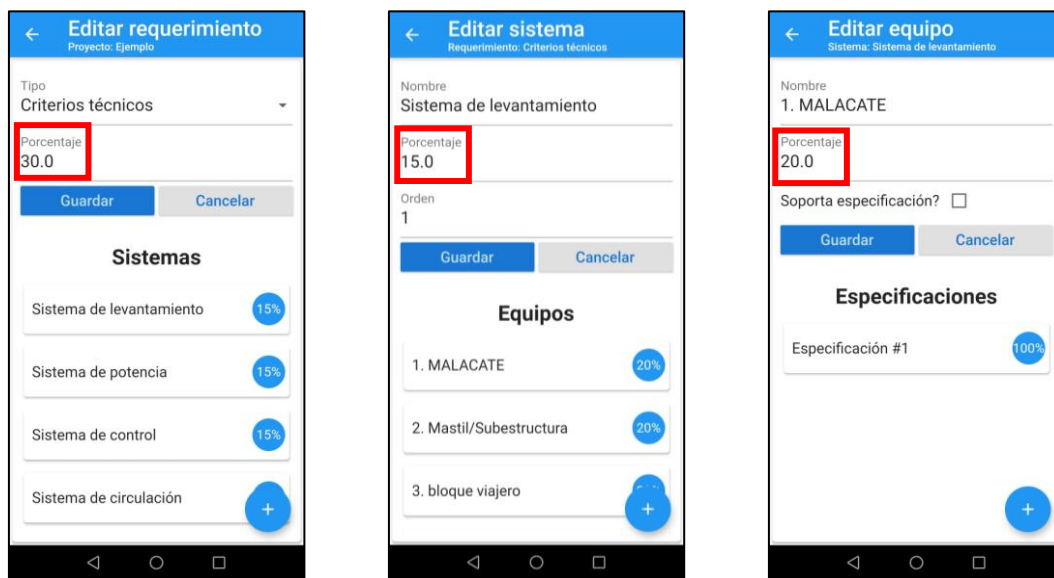 Editar requerimiento
Proyecto: Ejemplo
Tipo
Criterios técnicos
Porcentaje
30.0
Guardar Cancelar
Sistemas
Sistema de levantamiento 15%
Sistema de potencia 15%
Sistema de control 15%
Sistema de circulación
+
Editar sistema
Requerimiento: Criterios técnicos
Nombre
Sistema de levantamiento
Porcentaje
15.0
Orden
1
Guardar Cancelar
Equipos
1. MALACATE 20%
2. Mastil/Subestructura 20%
3. bloque viajero
+
Editar equipo
Sistema: Sistema de levantamiento
Nombre
1. MALACATE
Porcentaje
20.0
Soporta especificación?
Guardar Cancelar
Especificaciones
Especificación #1 100%
+